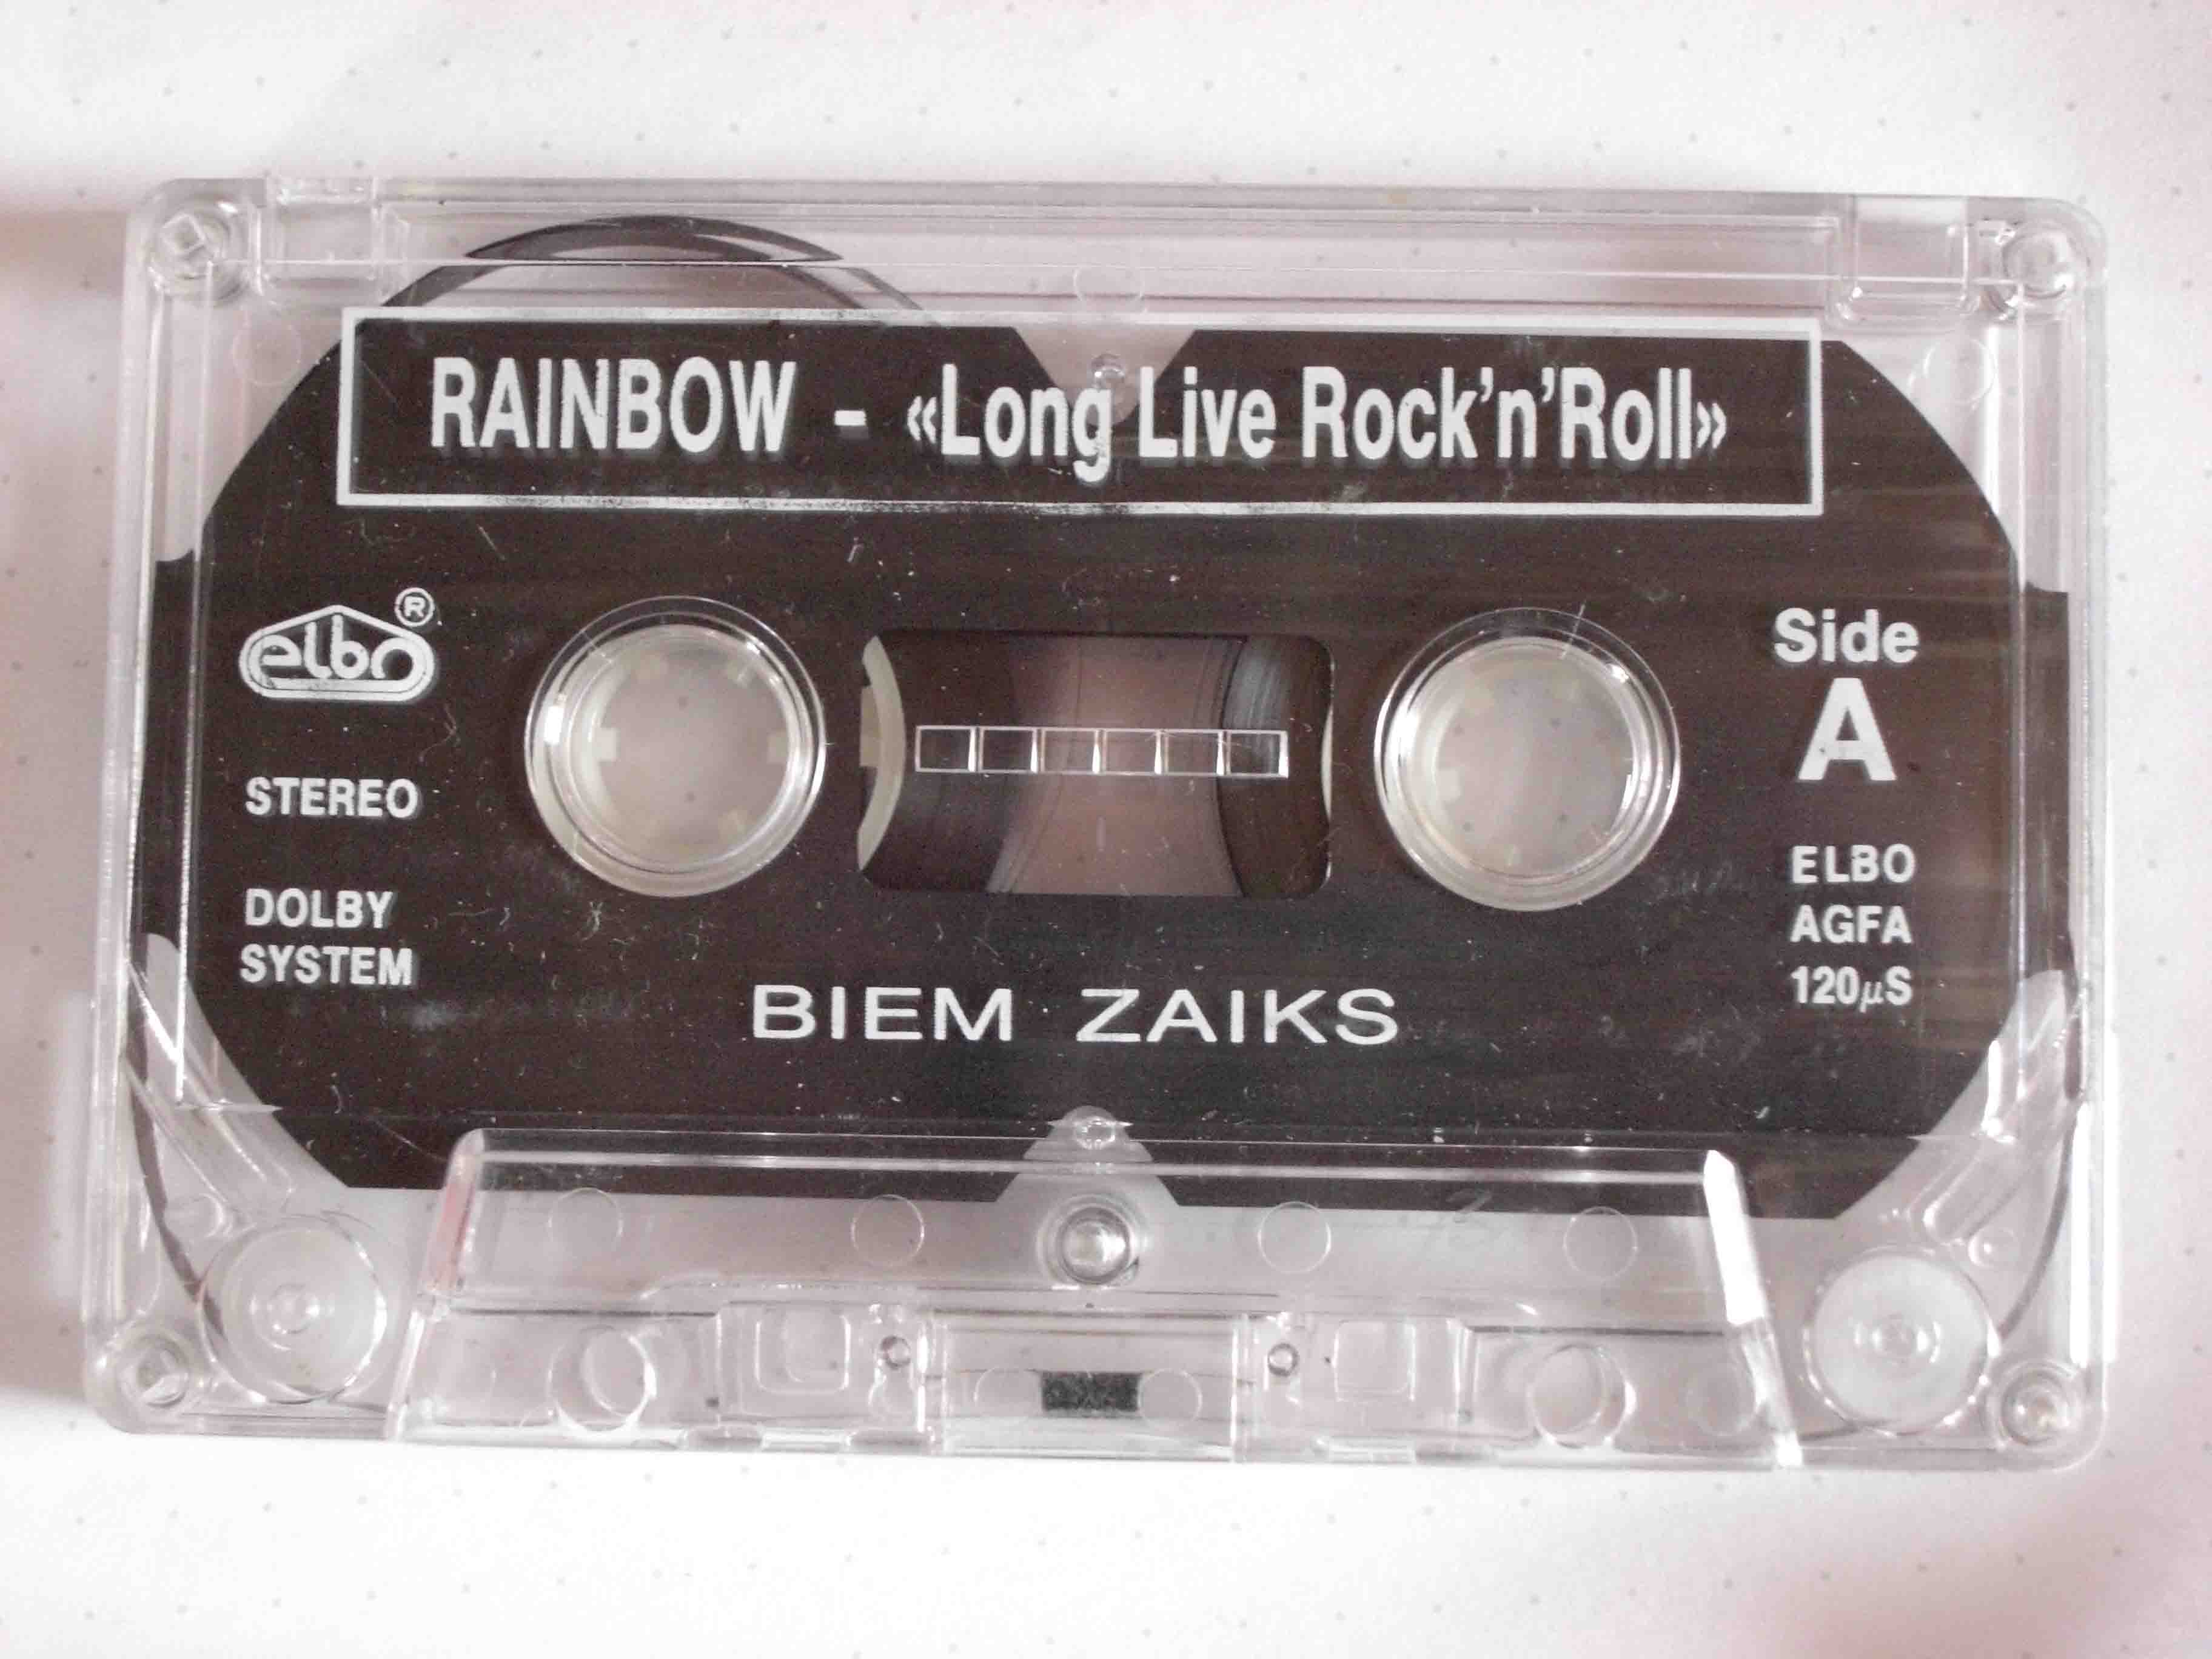 RAINBOW - «Long Live Rock'n'Roll»
elbo ®
STEREO
DOLBY
SYSTEM
Side
A
ELBO
AGFA
120µS
BIEM ZAIKS